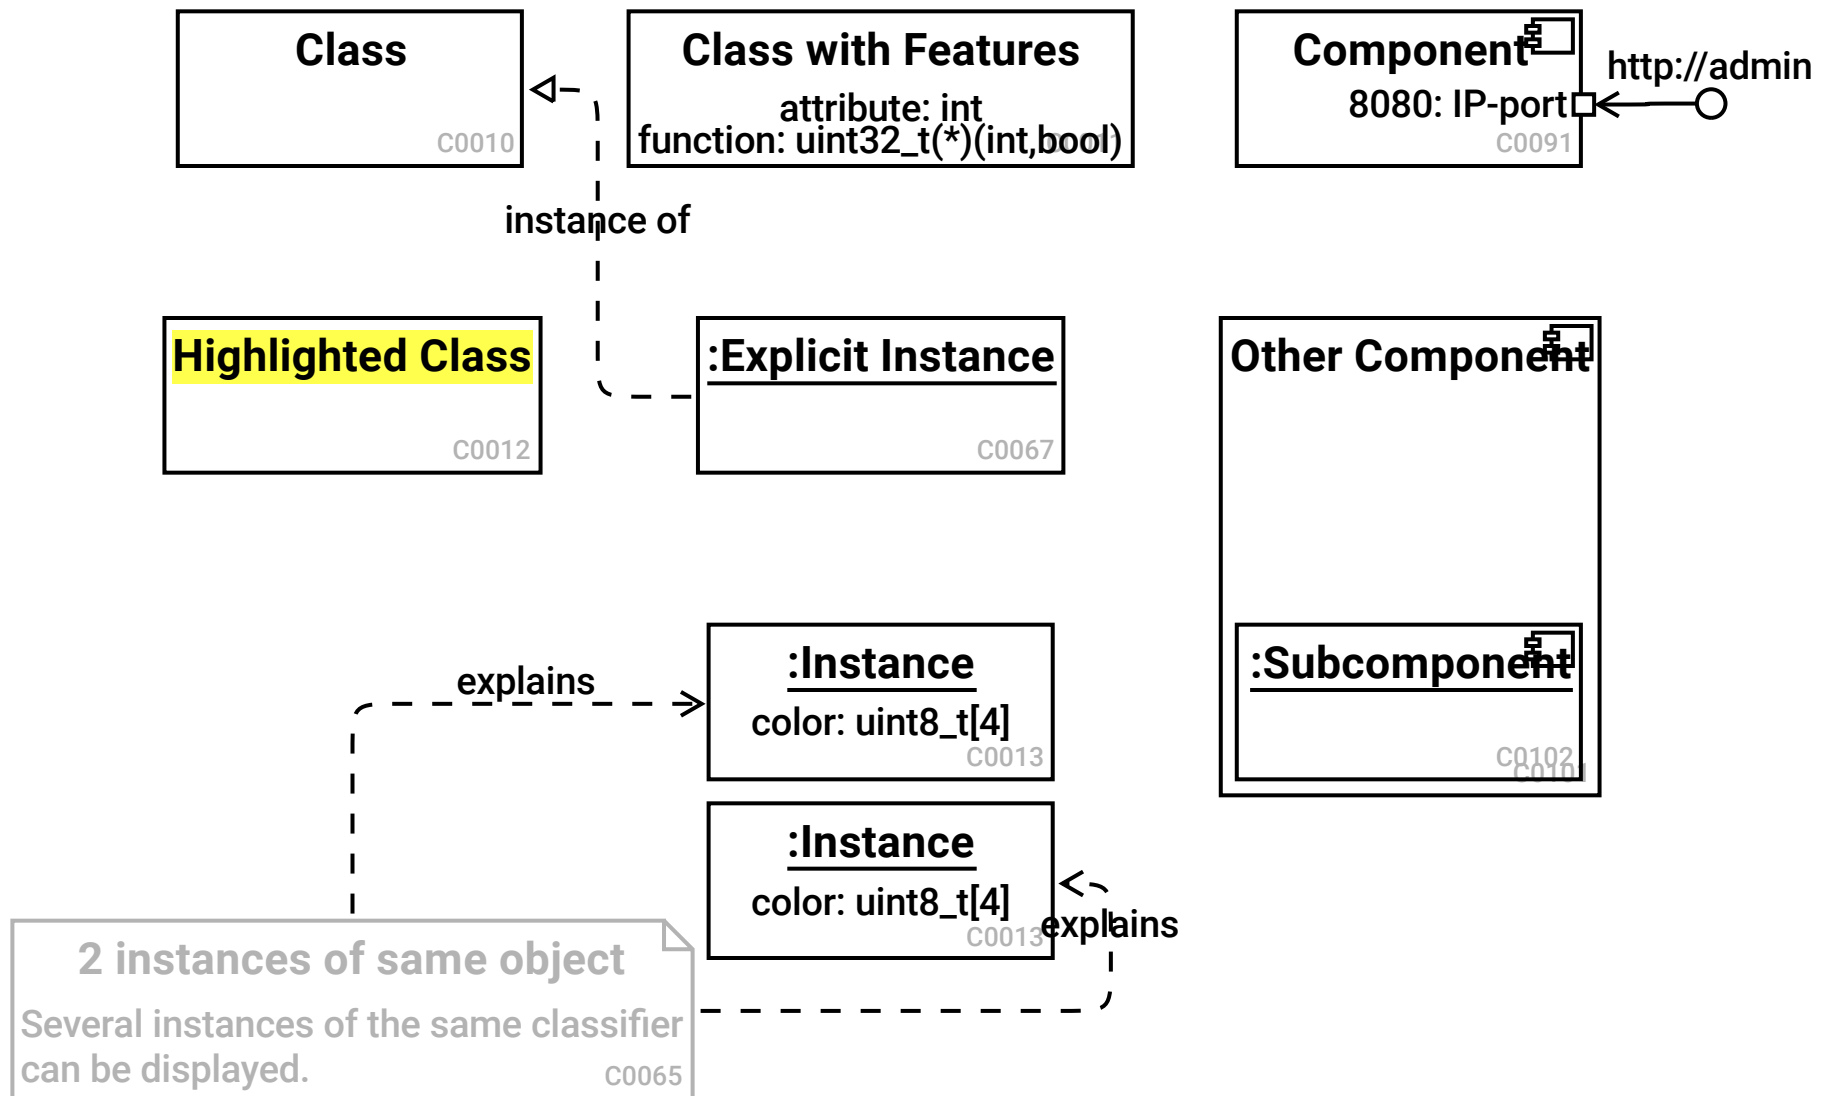 Class
C0010
Class with Features
attribute: int
function: uint32_t(*)(int,bool)
Component
8080: IP-port
C0091
http://admin
instance of
Highlighted Class
C0012
:Explicit Instance
C0067
Other Component
:Subcomponent
C0102
C0101
explains
:Instance
color: uint8_t[4]
C0013
:Instance
color: uint8_t[4]
C0013
explains
2 instances of same object
Several instances of the same classifier
can be displayed.
C0065